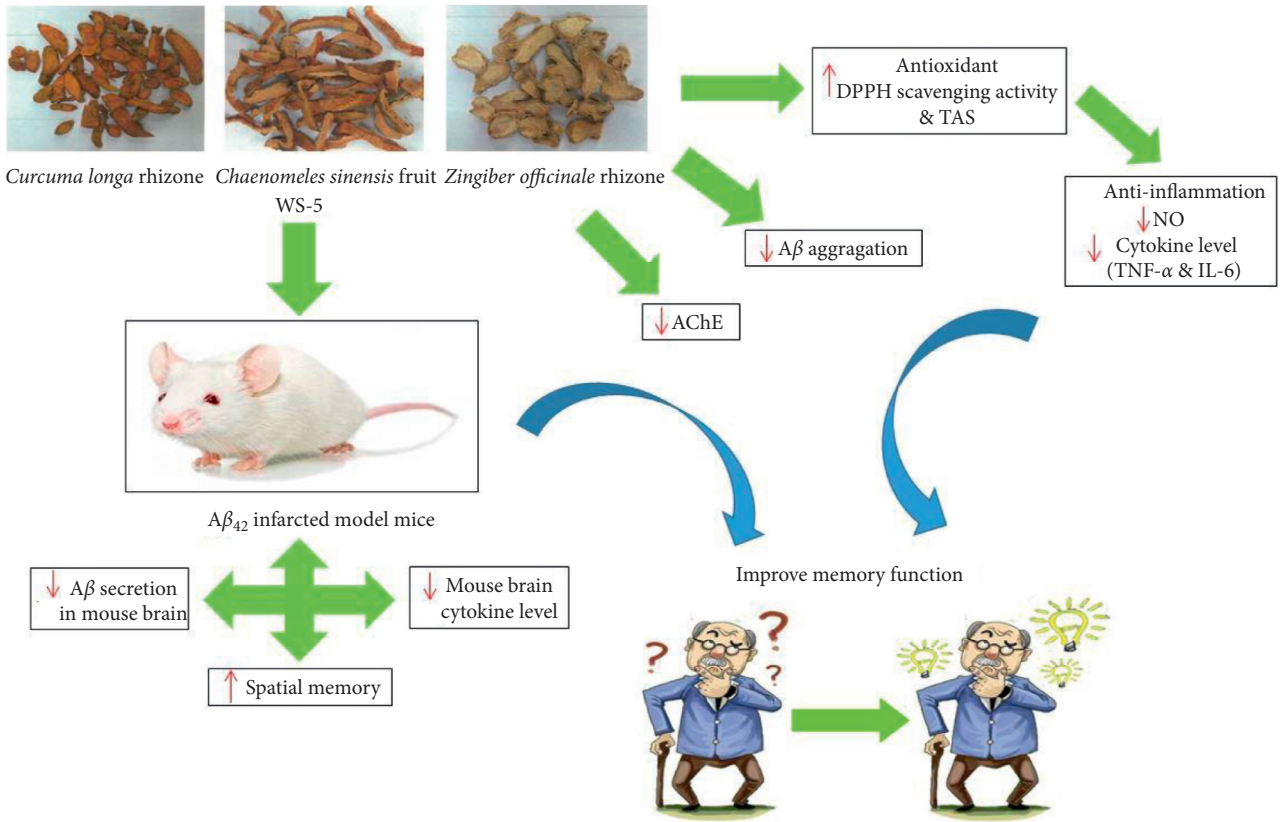 Curcuma longa rhizone
Chaenomeles sinensis fruit
Zingiber officinale rhizone
WS-5
↑ Antioxidant
DPPH scavenging activity
& TAS
Anti-inflammation
↓ NO
↓ Cytokine level
(TNF-α & IL-6)
↓ Aβ aggragation
↓ AChE
Aβ₄₂ infarcted model mice
↓ Aβ secretion
in mouse brain
↓ Mouse brain
cytokine level
↑ Spatial memory
Improve memory function
? ? ?